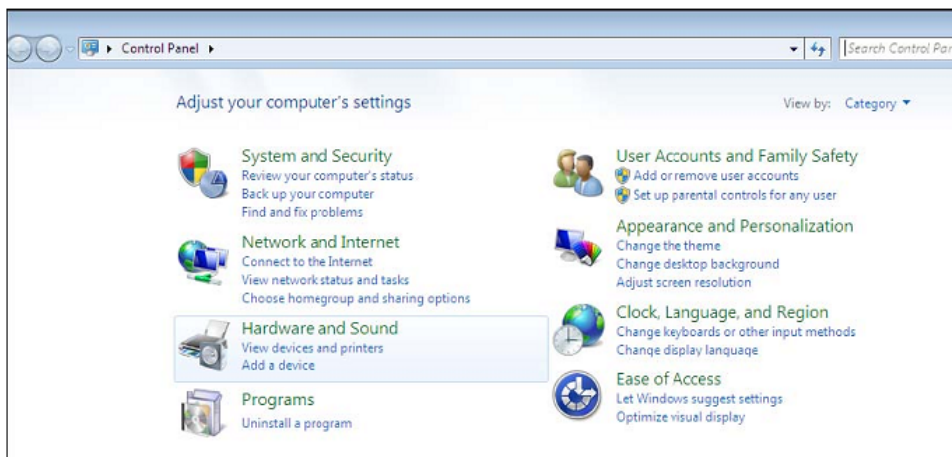 Control Panel
Search Control Par
Adjust your computer's settings
View by: Category
System and Security
Review your computer's status
Back up your computer
Find and fix problems
Network and Internet
Connect to the Internet
View network status and tasks
Choose homegroup and sharing options
Hardware and Sound
View devices and printers
Add a device
Programs
Uninstall a program
User Accounts and Family Safety
Add or remove user accounts
Set up parental controls for any user
Appearance and Personalization
Change the theme
Change desktop background
Adjust screen resolution
Clock, Language, and Region
Change keyboards or other input methods
Change display language
Ease of Access
Let Windows suggest settings
Optimize visual display